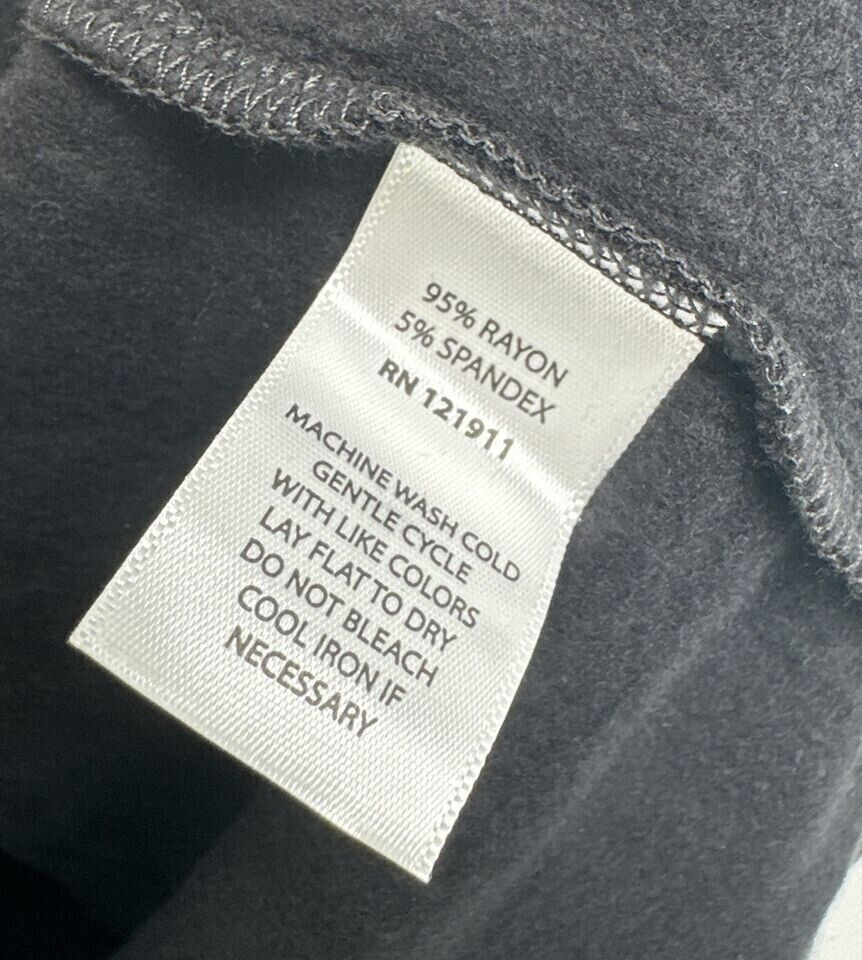 95% RAYON
5% SPANDEX
RN 121911
MACHINE WASH COLD
GENTLE CYCLE
WITH LIKE COLORS
LAY FLAT TO DRY
DO NOT BLEACH
COOL IRON IF
NECESSARY